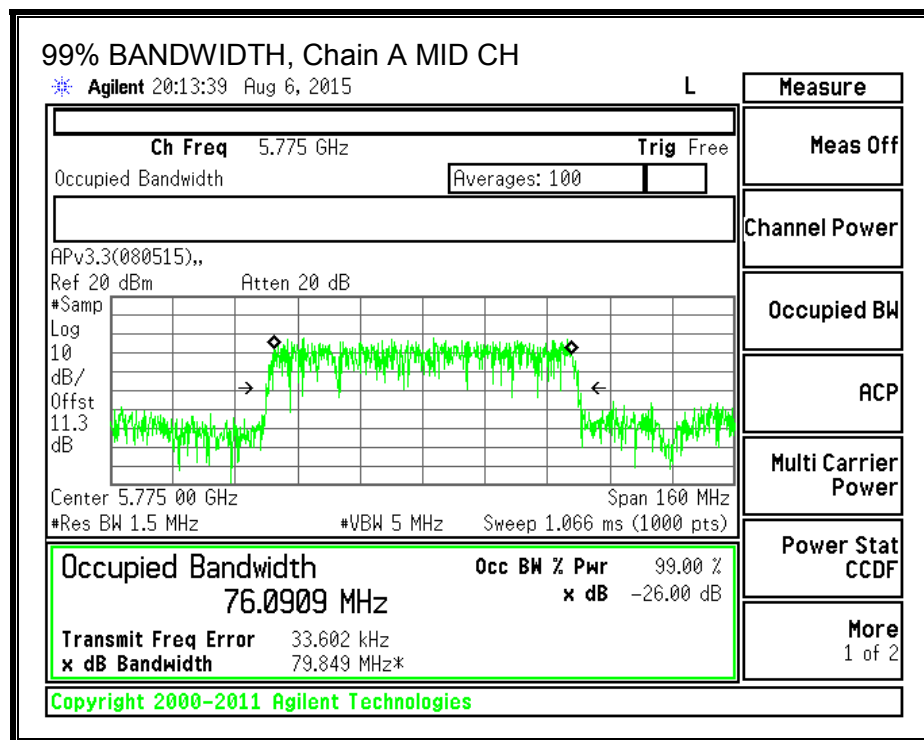 99% BANDWIDTH, Chain A MID CH
Agilent 20:13:39 Aug 6, 2015 L
Measure
Ch Freq 5.775 GHz Trig Free
Occupied Bandwidth Averages: 100
APv3.3(080515),,
Ref 20 dBm Atten 20 dB
#Samp
Log
10
dB/
Offst
11.3
dB
Center 5.775 00 GHz Span 160 MHz
#Res BW 1.5 MHz #VBW 5 MHz Sweep 1.066 ms (1000 pts)
Occupied Bandwidth Occ BW % Pwr 99.00 %
76.0909 MHz x dB -26.00 dB
Transmit Freq Error 33.602 kHz
x dB Bandwidth 79.849 MHz*
Meas Off
Channel Power
Occupied BW
ACP
Multi Carrier
Power
Power Stat
CCDF
More
1 of 2
Copyright 2000-2011 Agilent Technologies